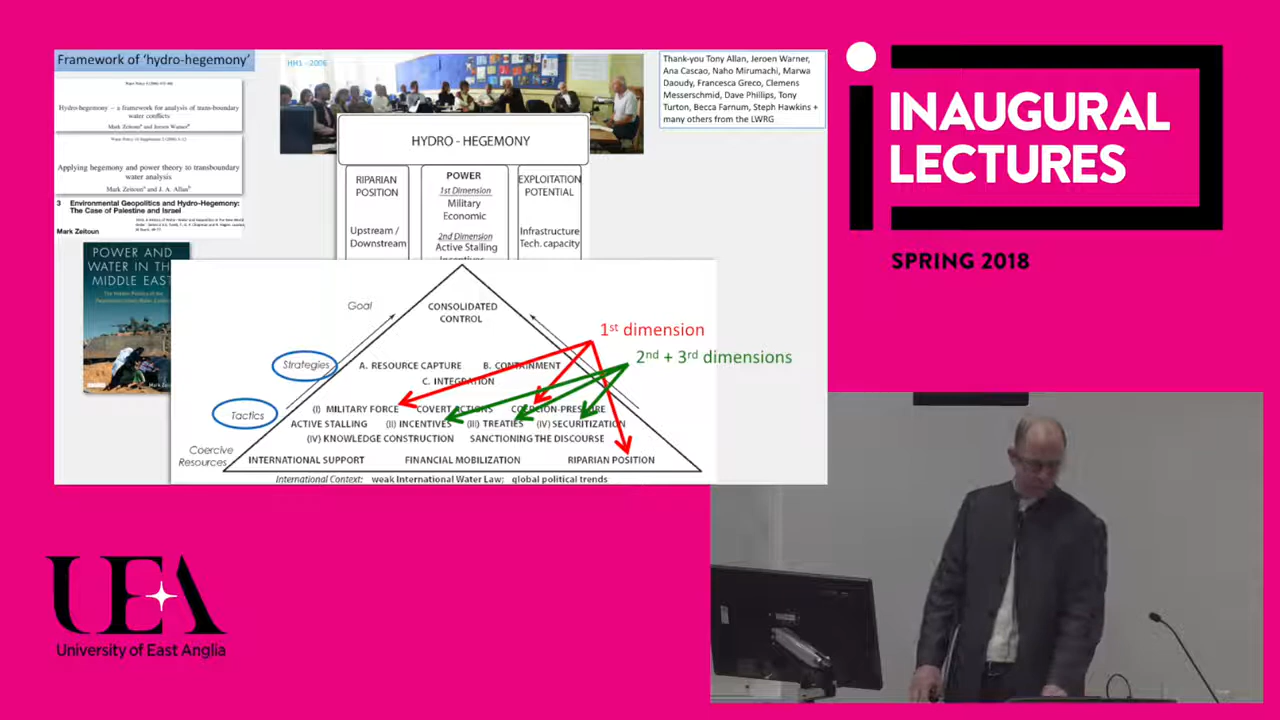 Framework of 'hydro-hegemony'
Hydro-hegemony – a framework for analysis of trans-boundary
water conflicts
Mark Zeitoun and Jeroen Warner
Applying hegemony and power theory to transboundary
water analysis
Mark Zeitoun and J. A. Allan
3 Environmental Geopolitics and Hydro-Hegemony:
The Case of Palestine and Israel
Mark Zeitoun
POWER AND
WATER IN THE
MIDDLE EAST
HH1 - 2006
Thank-you Tony Allan, Jeroen Warner,
Ana Cascao, Naho Mirumachi, Marwa
Daoudy, Francesca Greco, Clemens
Messerschmid, Dave Phillips, Tony
Turton, Becca Farnum, Steph Hawkins +
many others from the LWRG
HYDRO - HEGEMONY
RIPARIAN
POSITION
Upstream /
Downstream
POWER
1st Dimension
Military
Economic
2nd Dimension
Active Stalling
EXPLOITATION
POTENTIAL
Infrastructure
Tech. capacity
Goal
CONSOLIDATED
CONTROL
1st dimension
2nd + 3rd dimensions
Strategies
A. RESOURCE CAPTURE B. CONTAINMENT
C. INTEGRATION
Tactics
(I) MILITARY FORCE COVERT ACTIONS COERCION-PRESSURE
ACTIVE STALLING (II) INCENTIVES (III) TREATIES (IV) SECURITIZATION
(IV) KNOWLEDGE CONSTRUCTION SANCTIONING THE DISCOURSE
Coercive
Resources
INTERNATIONAL SUPPORT FINANCIAL MOBILIZATION RIPARIAN POSITION
International Context: weak International Water Law; global political trends
INAUGURAL
LECTURES
SPRING 2018
UEA
University of East Anglia